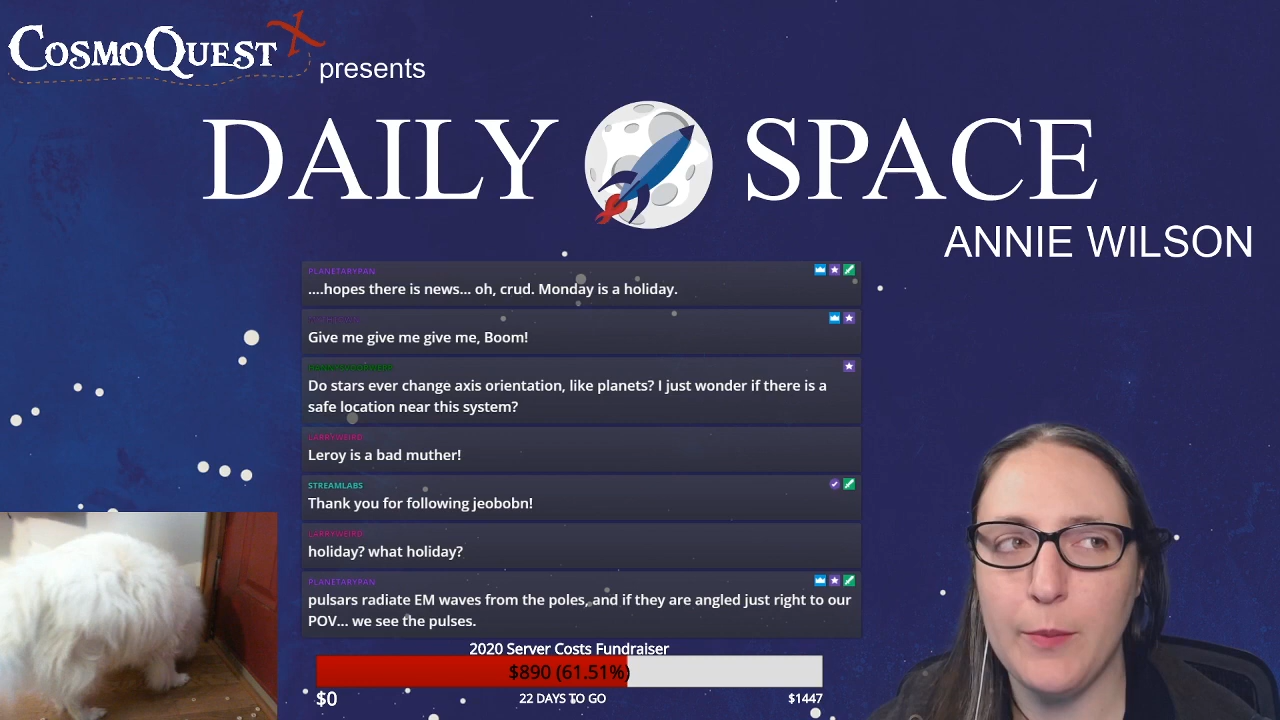 CosmoQuest X
presents
DAILY SPACE
ANNIE WILSON
PLANETARYPAN
....hopes there is news... oh, crud. Monday is a holiday.
Give me give me give me, Boom!
Do stars ever change axis orientation, like planets? I just wonder if there is a
safe location near this system?
LARRYWEIRD
Leroy is a bad muther!
STREAMLABS
Thank you for following jeobobn!
LARRYWEIRD
holiday? what holiday?
PLANETARYPAN
pulsars radiate EM waves from the poles, and if they are angled just right to our
POV... we see the pulses.
2020 Server Costs Fundraiser
$890 (61.51%)
$0 22 DAYS TO GO $1447